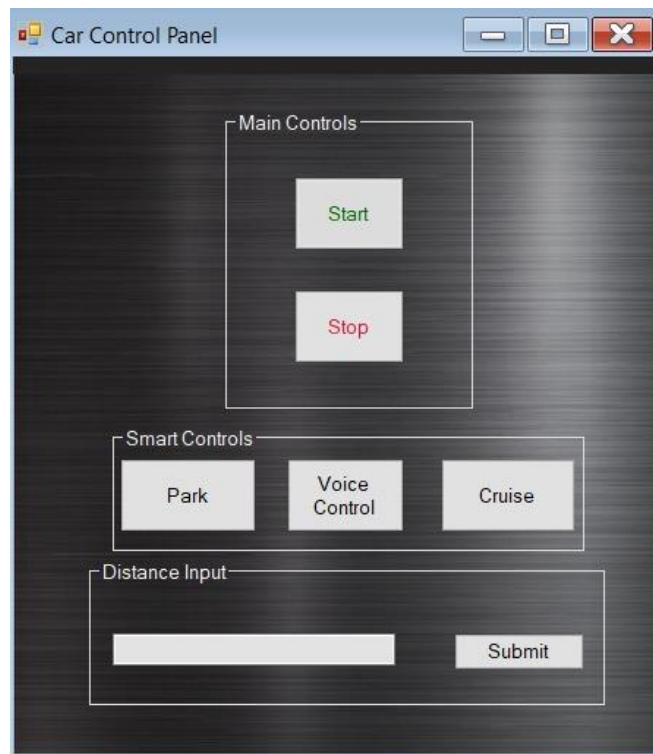 Car Control Panel
Main Controls
Start
Stop
Smart Controls
Park
Voice
Control
Cruise
Distance Input
Submit